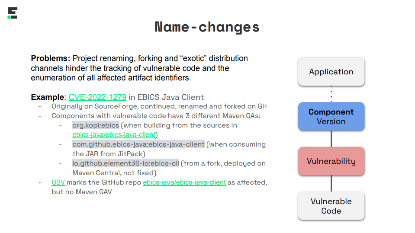 Name-changes
Problems: Project renaming, forking and "exotic" distribution
channels hinder the tracking of vulnerable code and the
enumeration of all affected artifact identifiers.
Example: CVE-2022-1279 in EBICS Java Client
- Originally on SourceForge, continued, renamed and forked on GH
- Components with vulnerable code have 3 different Maven GAs:
- org.kopi:ebics (when building from the sources in
ebics-java/ebics-java-client)
- com.github.ebics-java:ebics-java-client (when consuming
the JAR from JitPack)
- io.github.element36-io:ebics-cli (from a fork, deployed on
Maven Central, not fixed)
- OSV marks the GitHub repo ebics-java/ebics-java-client as affected,
but no Maven GAV
Application
Component
Version
Vulnerability
Vulnerable
Code